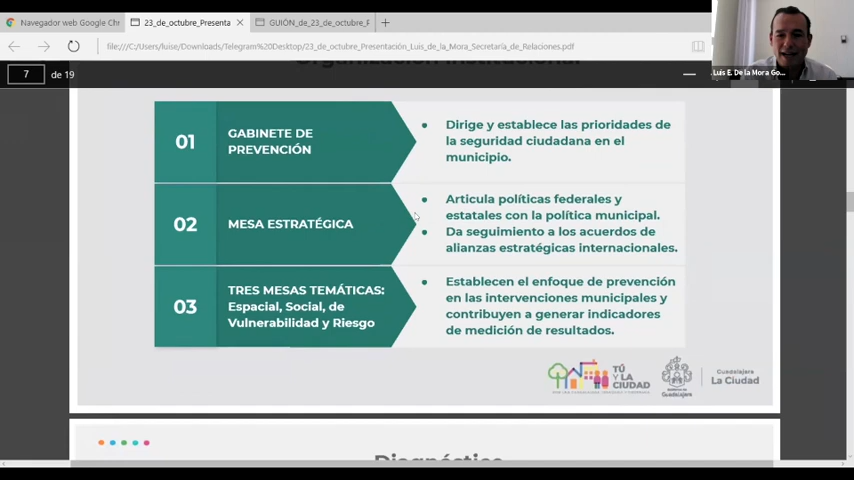 Navegador web Google Chr
23_de_octubre_Presenta
GUIÓN_de_23_de_octubre_F
file:///C:/Users/luise/Downloads/Telegram%20Desktop/23_de_octubre_Presentación_Luis_de_la_Mora_Secretaría_de_Relaciones.pdf
7 de 19
Luis E. De la Mora Go...
Organización Institucional
01
GABINETE DE
PREVENCIÓN
• Dirige y establece las prioridades de
la seguridad ciudadana en el
municipio.
02
MESA ESTRATÉGICA
• Articula políticas federales y
estatales con la política municipal.
• Da seguimiento a los acuerdos de
alianzas estratégicas internacionales.
03
TRES MESAS TEMÁTICAS:
Espacial, Social, de
Vulnerabilidad y Riesgo
• Establecen el enfoque de prevención
en las intervenciones municipales y
contribuyen a generar indicadores
de medición de resultados.
TÚ
Y LA
CIUDAD
Guadalajara
Guadalajara
La Ciudad
Diagnóstico